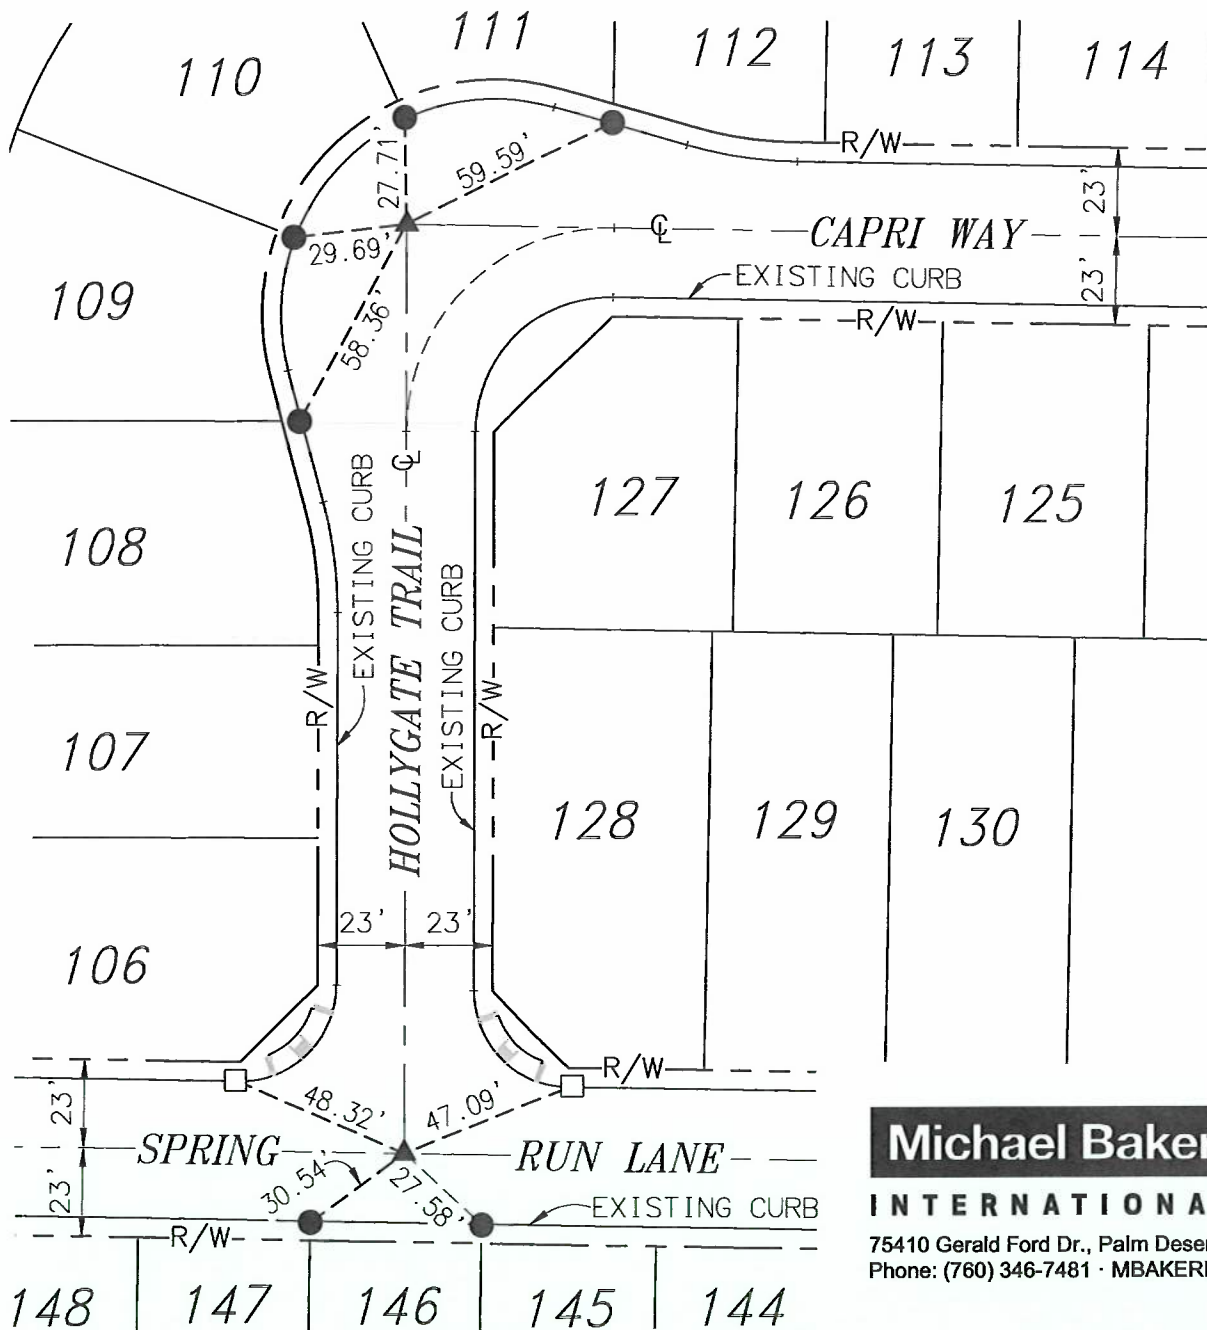 111
112
113
114
110
R/W
27.71'
59.59'
23'
29.69'
CAPRI WAY
℄
23'
EXISTING CURB
109
58.36'
R/W
℄
EXISTING CURB
127
126
125
108
HOLLYGATE TRAIL
EXISTING CURB
R/W
R/W
107
128
129
130
23'
23'
106
R/W
23'
48.32'
47.09'
SPRING
RUN LANE
23'
30.54'
27.58'
EXISTING CURB
R/W
148
147
146
145
144
Michael Baker
INTERNATIONA
75410 Gerald Ford Dr., Palm Deser
Phone: (760) 346-7481 · MBAKER